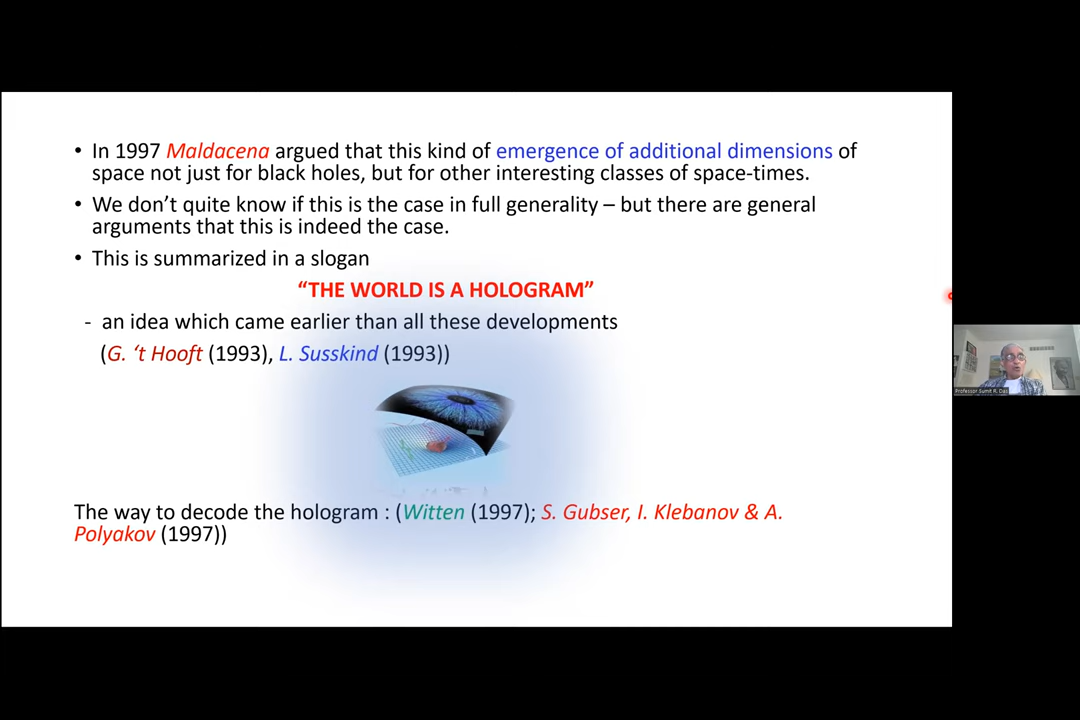 • In 1997 Maldacena argued that this kind of emergence of additional dimensions of
space not just for black holes, but for other interesting classes of space-times.
• We don’t quite know if this is the case in full generality – but there are general
arguments that this is indeed the case.
• This is summarized in a slogan
“THE WORLD IS A HOLOGRAM”
- an idea which came earlier than all these developments
(G. ‘t Hooft (1993), L. Susskind (1993))
The way to decode the hologram : (Witten (1997); S. Gubser, I. Klebanov & A.
Polyakov (1997))
Professor Sumit R. Das